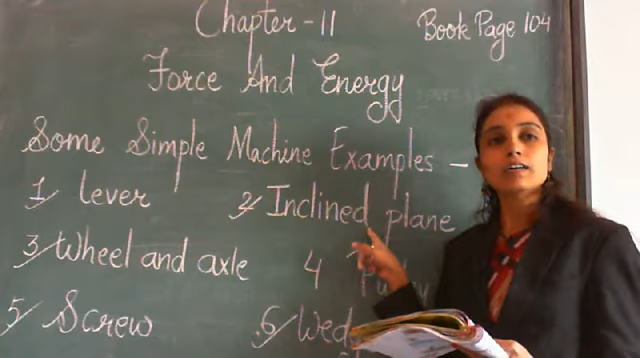 Chapter - 11 Book Page 104
Force And Energy
Some Simple Machine Examples -
1/ lever 2/ Inclined plane
3/ Wheel and axle 4
5/ Screw 6/ Wed